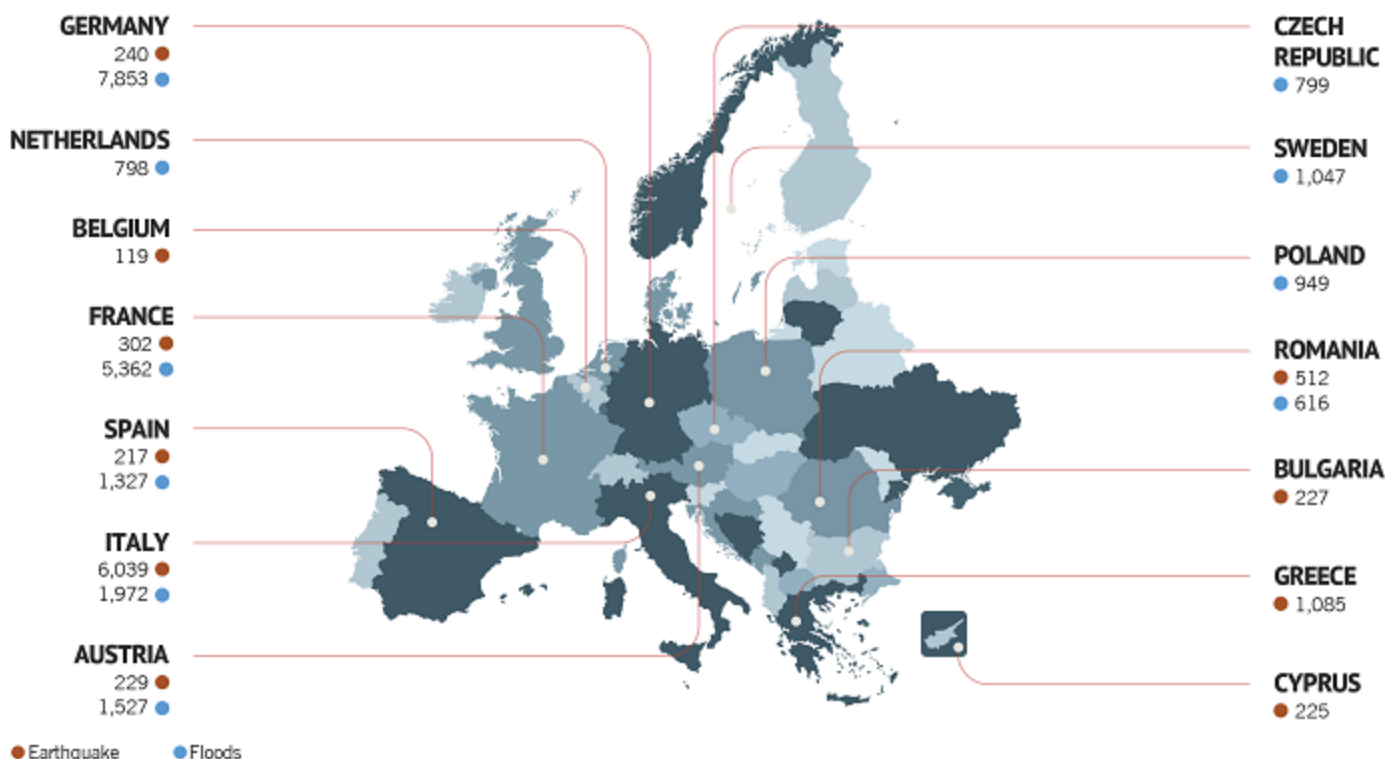 GERMANY
240
7,853
NETHERLANDS
798
BELGIUM
119
FRANCE
302
5,362
SPAIN
217
1,327
ITALY
6,039
1,972
AUSTRIA
229
1,527
Earthquake Floods
CZECH
REPUBLIC
799
SWEDEN
1,047
POLAND
949
ROMANIA
512
616
BULGARIA
227
GREECE
1,085
CYPRUS
225